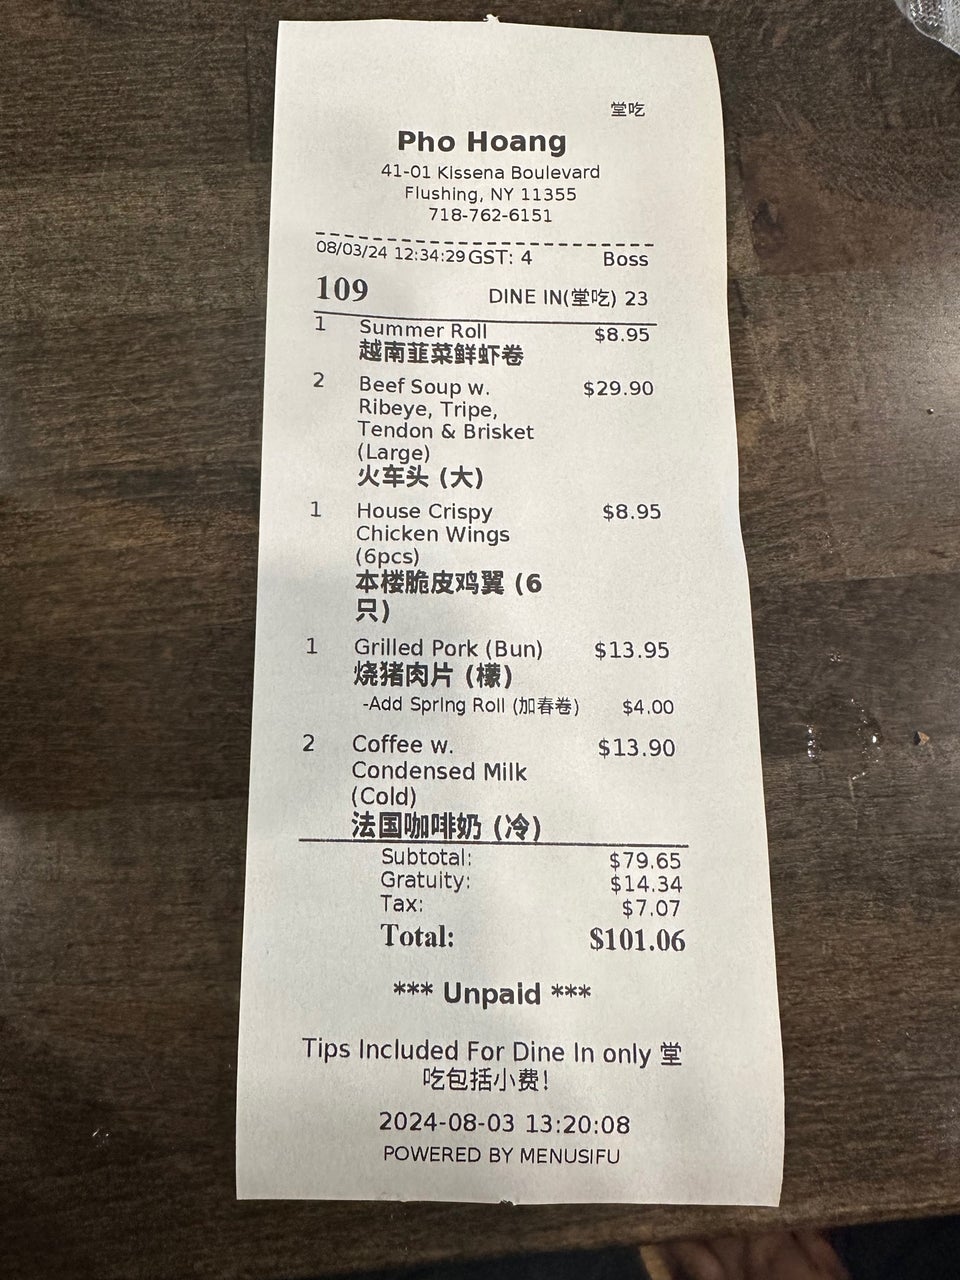 堂吃
Pho Hoang
41-01 Kissena Boulevard
Flushing, NY 11355
718-762-6151
08/03/24 12:34:29 GST: 4 Boss
109 DINE IN(堂吃) 23
1 Summer Roll $8.95
越南韮菜鲜虾卷
2 Beef Soup w. $29.90
Ribeye, Tripe,
Tendon & Brisket
(Large)
火车头 (大)
1 House Crispy $8.95
Chicken Wings
(6pcs)
本楼脆皮鸡翼 (6
只)
1 Grilled Pork (Bun) $13.95
烧猪肉片 (檬)
-Add Spring Roll (加春卷) $4.00
2 Coffee w. $13.90
Condensed Milk
(Cold)
法国咖啡奶 (冷)
Subtotal: $79.65
Gratuity: $14.34
Tax: $7.07
Total: $101.06
*** Unpaid ***
Tips Included For Dine In only 堂
吃包括小费!
2024-08-03 13:20:08
POWERED BY MENUSIFU